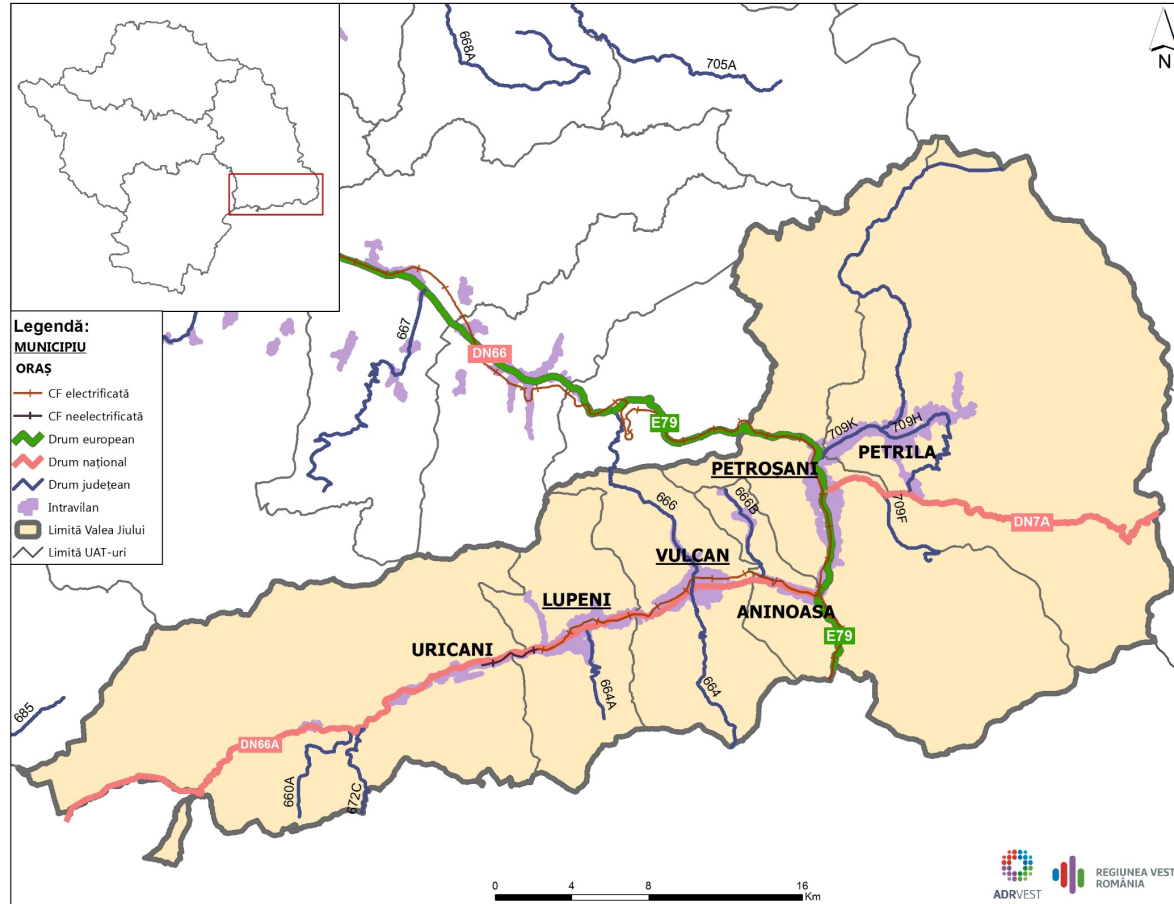 668A
705A
N
Legendă:
MUNICIPIU
ORAȘ
CF electrificată
CF neelectrificată
Drum european
Drum național
Drum județean
Intravilan
Limită Valea Jiului
Limită UAT-uri
667
DN66
E79
709K
709H
PETRILA
PETROȘANI
666
666B
709F
DN7A
VULCAN
LUPENI
ANINOASA
URICANI
E79
664A
664
685
DN66A
660A
672C
0 4 8 16
Km
ADRVEST
REGIUNEA VEST
ROMÂNIA